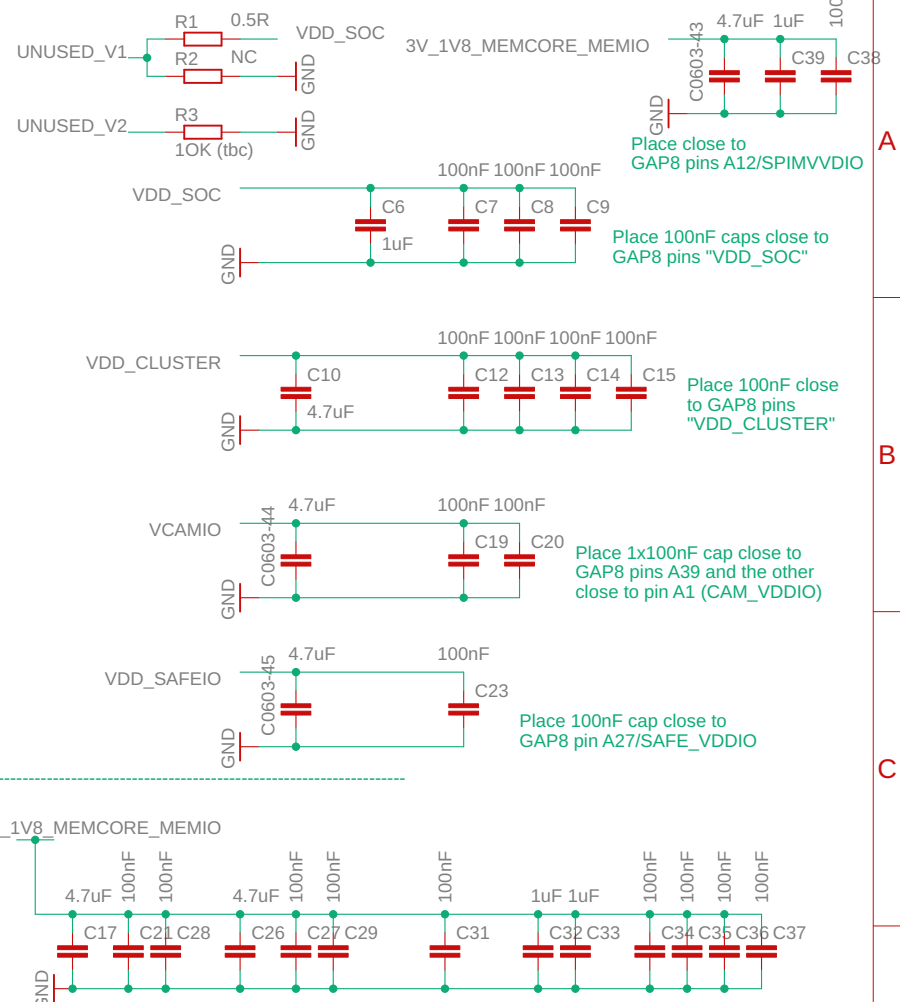 R1
0.5R
VDD_SOC
UNUSED_V1
R2
NC
GND
3V_1V8_MEMCORE_MEMIO
C0603-43
4.7uF
1uF
C39
C38
GND
UNUSED_V2
R3
1OK (tbc)
GND
Place close to
GAP8 pins A12/SPIMVVDIO
A
VDD_SOC
100nF
100nF
100nF
C6
C7
C8
C9
1uF
GND
Place 100nF caps close to
GAP8 pins "VDD_SOC"
VDD_CLUSTER
100nF
100nF
100nF
100nF
C10
C12
C13
C14
C15
4.7uF
GND
Place 100nF close
to GAP8 pins
"VDD_CLUSTER"
B
VCAMIO
C0603-44
4.7uF
100nF
100nF
C19
C20
GND
Place 1x100nF cap close to
GAP8 pins A39 and the other
close to pin A1 (CAM_VDDIO)
VDD_SAFEIO
C0603-45
4.7uF
100nF
C23
GND
Place 100nF cap close to
GAP8 pin A27/SAFE_VDDIO
C
_1V8_MEMCORE_MEMIO
4.7uF
100nF
100nF
4.7uF
100nF
100nF
100nF
1uF
1uF
100nF
100nF
100nF
100nF
C17
C21
C28
C26
C27
C29
C31
C32
C33
C34
C35
C36
C37